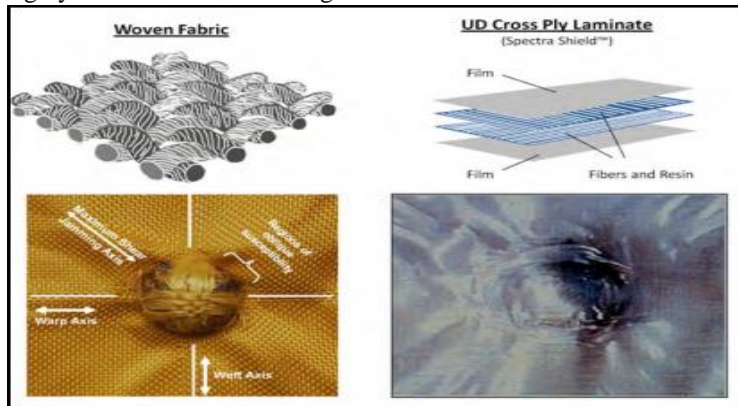 Woven Fabric
UD Cross Ply Laminate
(Spectra Shield™)
Film
Film
Fibers and Resin
Maximum Shear
Jamming Axis
Regions of
oblique
susceptibility
Warp Axis
Weft Axis